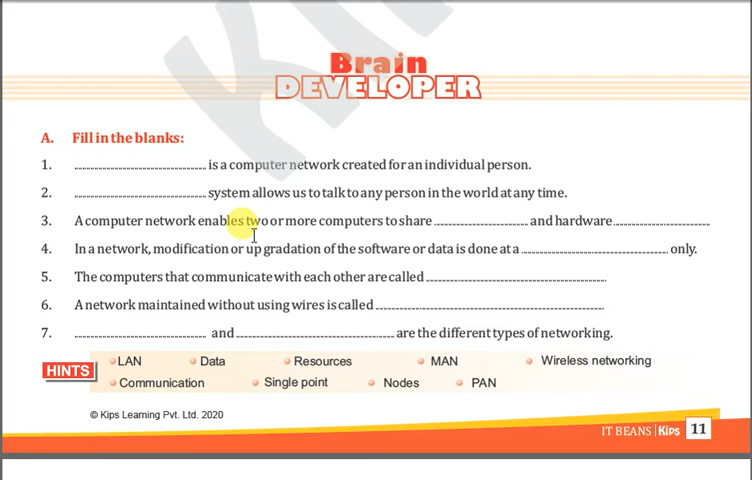 Brain
DEVELOPER
A. Fill in the blanks:
1. ........................................ is a computer network created for an individual person.
2. ........................................ system allows us to talk to any person in the world at any time.
3. A computer network enables two or more computers to share ............................ and hardware.............................
4. In a network, modification or up gradation of the software or data is done at a ............................................ only.
5. The computers that communicate with each other are called ......................................................
6. A network maintained without using wires is called ......................................................................
7. ........................................ and ................................................ are the different types of networking.
HINTS
LAN Data Resources MAN Wireless networking
Communication Single point Nodes PAN
© Kips Learning Pvt. Ltd. 2020
IT BEANS | Kips 11